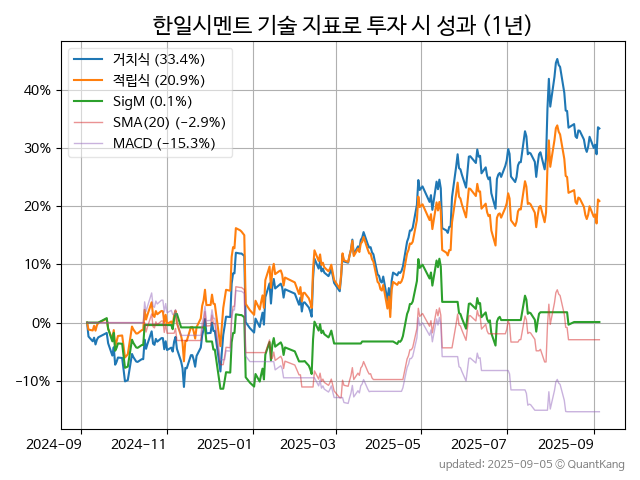 한일시멘트 기술 지표로 투자 시 성과 (1년)
거치식 (33.4%)
적립식 (20.9%)
SigM (0.1%)
SMA(20) (−2.9%)
MACD (−15.3%)
40%
30%
20%
10%
0%
−10%
2024-09 2024-11 2025-01 2025-03 2025-05 2025-07 2025-09
updated: 2025-09-05 © QuantKang